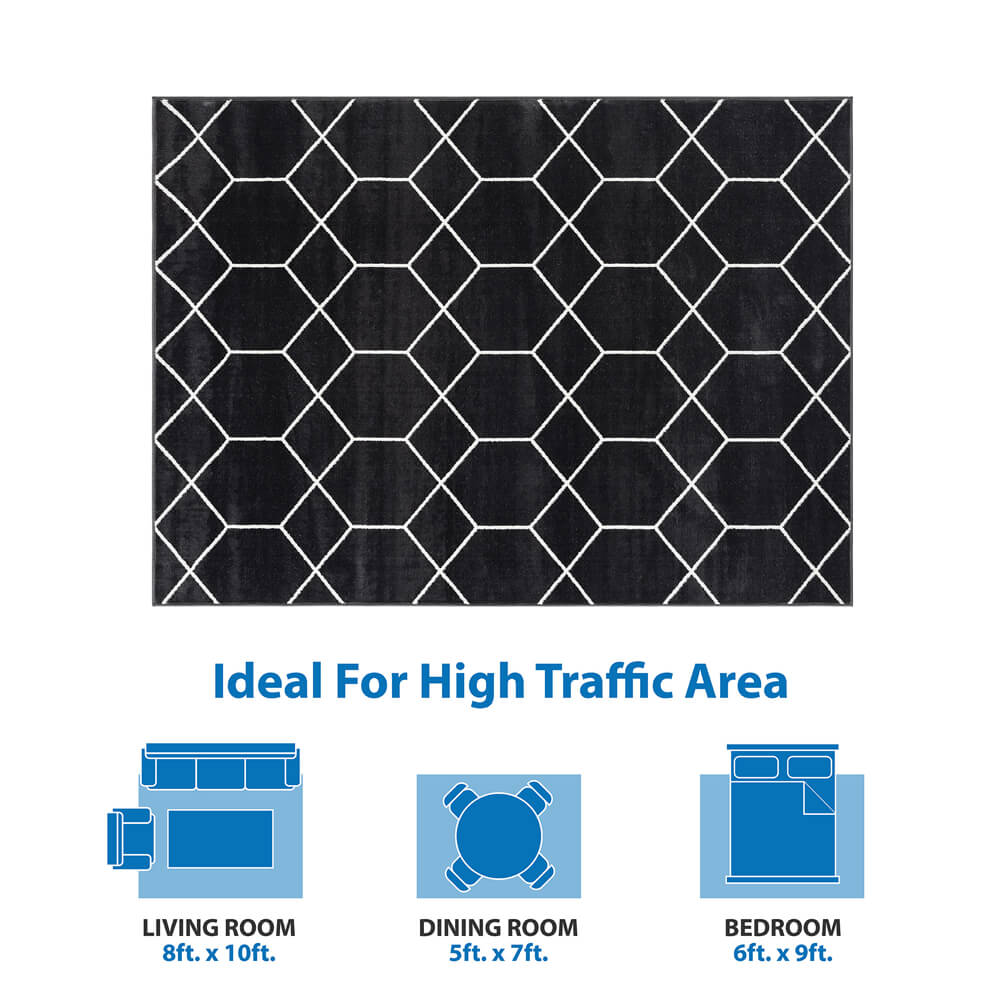 Ideal For High Traffic Area
LIVING ROOM
8ft. x 10ft.
DINING ROOM
5ft. x 7ft.
BEDROOM
6ft. x 9ft.